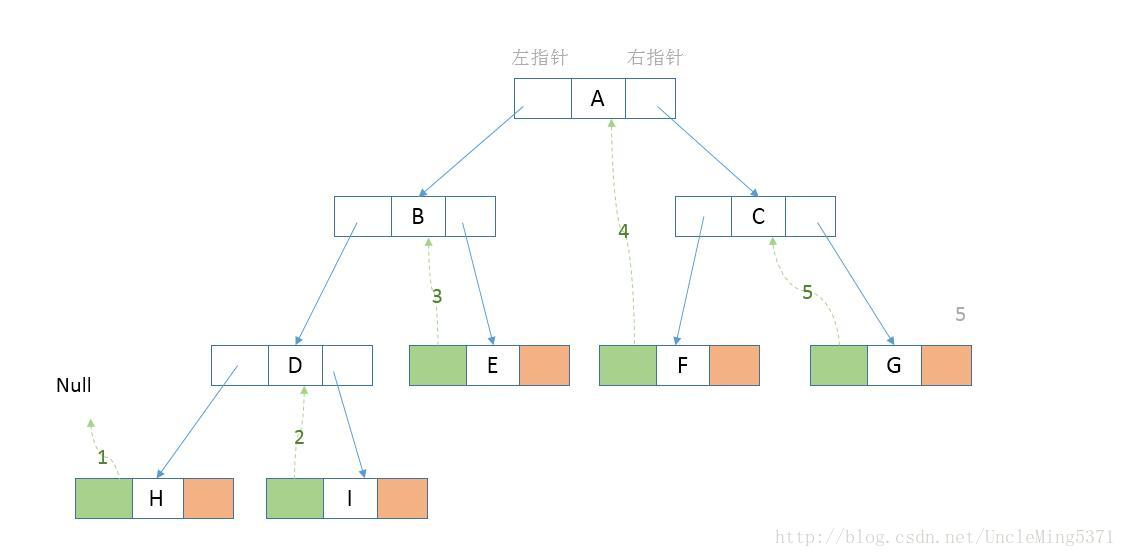 左指针 右指针
A
B C
4
3 5
5
D E F G
Null
2
1
H I
http://blog.csdn.net/UncleMing5371